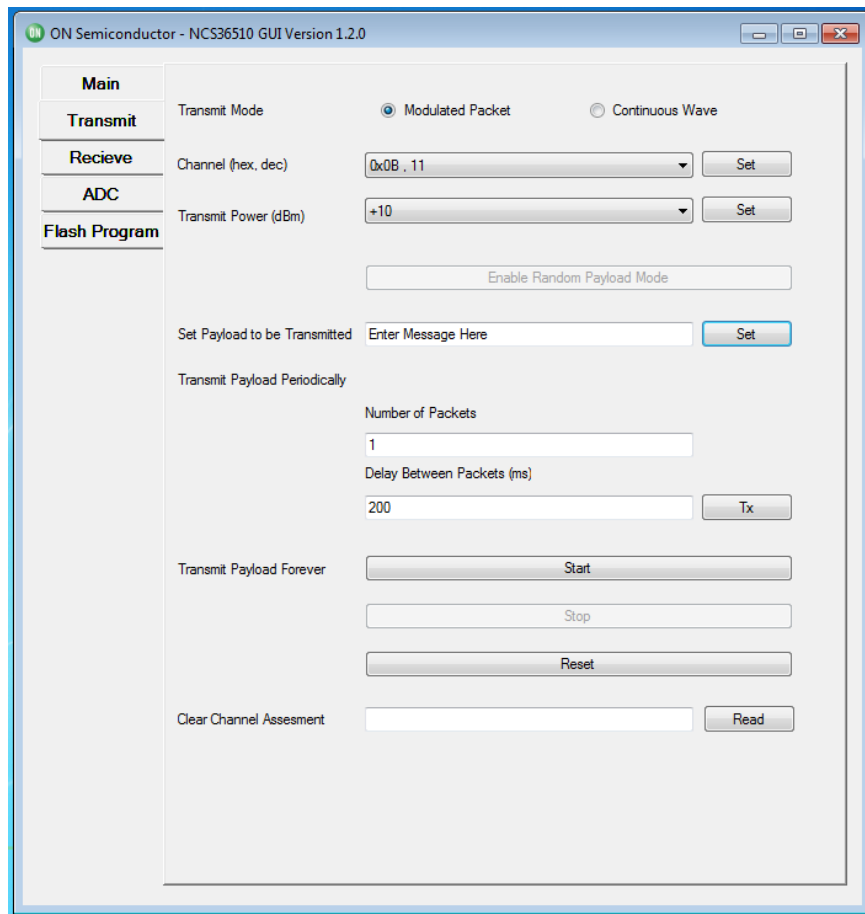 ON ON Semiconductor - NCS36510 GUI Version 1.2.0
Main
Transmit
Recieve
ADC
Flash Program
Transmit Mode Modulated Packet Continuous Wave
Channel (hex, dec) 0x0B , 11 Set
Transmit Power (dBm) +10 Set
Enable Random Payload Mode
Set Payload to be Transmitted Enter Message Here Set
Transmit Payload Periodically
Number of Packets
1
Delay Between Packets (ms)
200 Tx
Transmit Payload Forever Start
Stop
Reset
Clear Channel Assesment Read